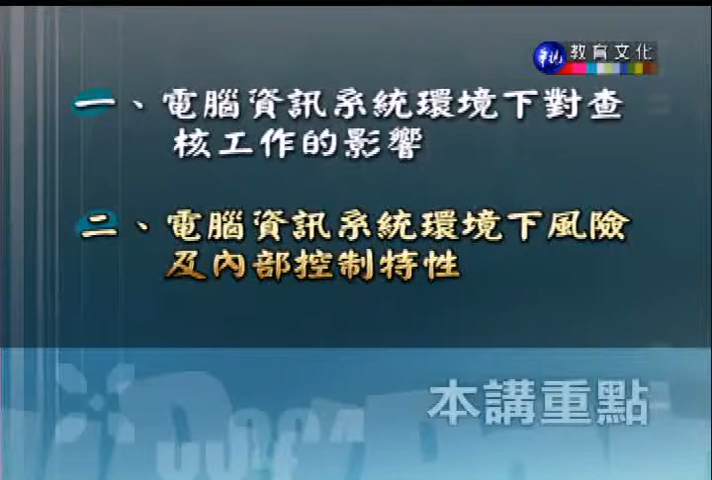 華視
教育文化
一、電腦資訊系統環境下對查
核工作的影響
二、電腦資訊系統環境下風險
及內部控制特性
本講重點